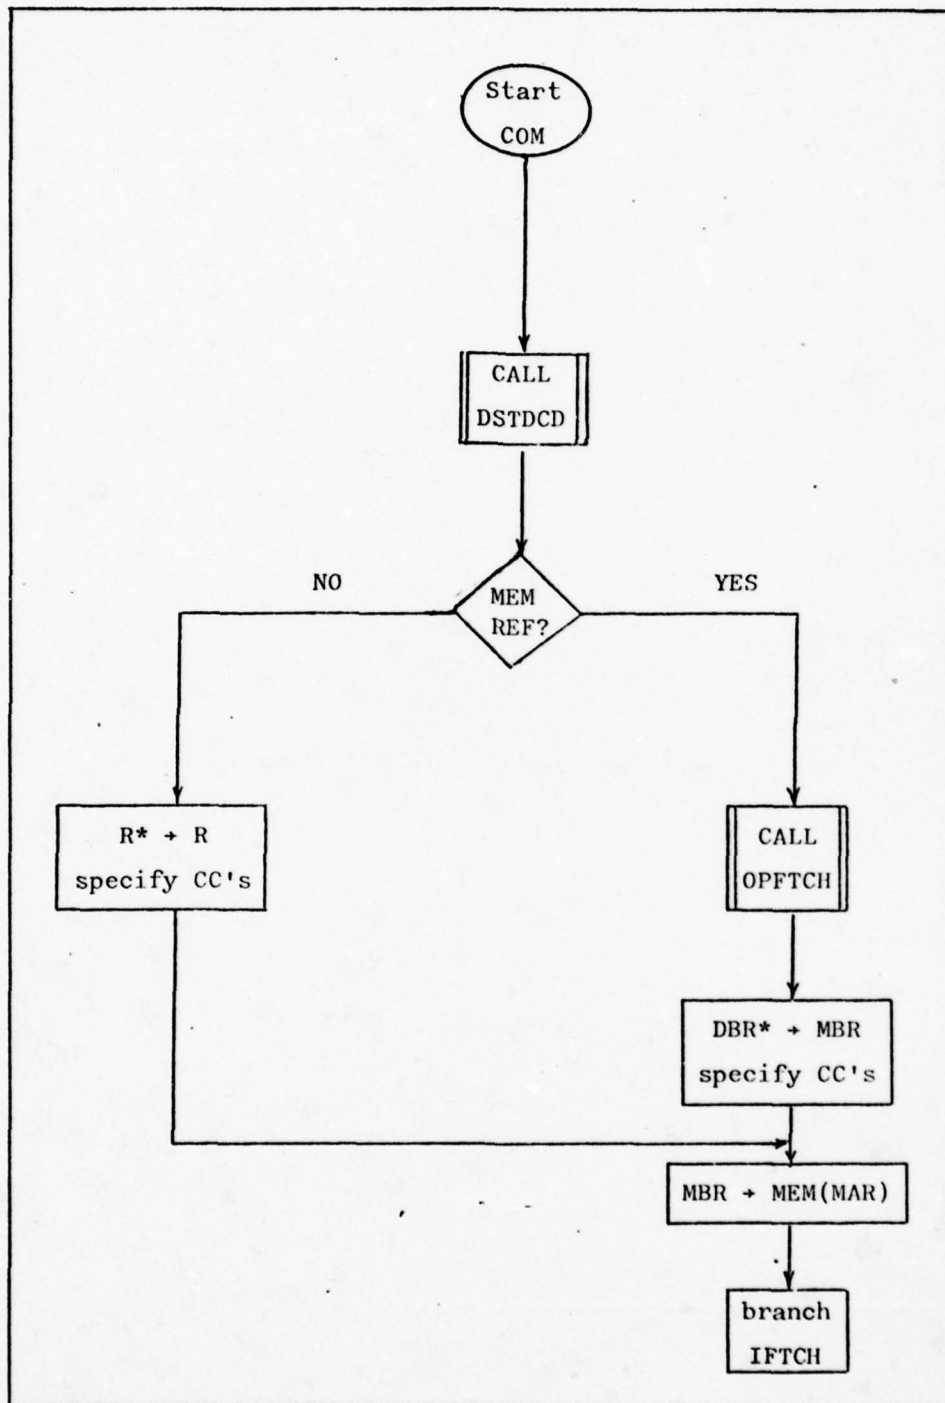 Start
COM
CALL
DSTDCD
MEM
REF?
NO
YES
R* → R
specify CC's
CALL
OPFTCH
DBR* → MBR
specify CC's
MBR → MEM(MAR)
branch
IFTCH